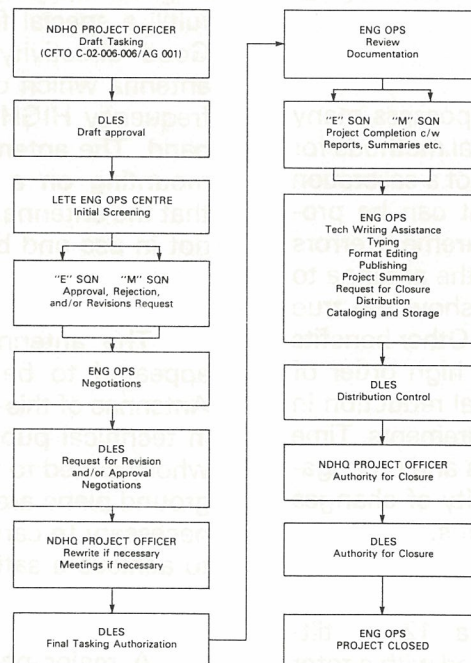 NDHQ PROJECT OFFICER
Draft Tasking
(CFTO C-02-006-006/AG 001)
DLES
Draft approval
LETE ENG OPS CENTRE
Initial Screening
"E" SQN "M" SQN
Approval, Rejection,
and/or Revisions Request
ENG OPS
Negotiations
DLES
Request for Revision
and/or Approval
Negotiations
NDHQ PROJECT OFFICER
Rewrite if necessary
Meetings if necessary
DLES
Final Tasking Authorization
ENG OPS
Review
Documentation
"E" SQN "M" SQN
Project Completion c/w
Reports, Summaries etc.
ENG OPS
Tech Writing Assistance
Typing
Format Editing
Publishing
Project Summary
Request for Closure
Distribution
Cataloging and Storage
DLES
Distribution Control
NDHQ PROJECT OFFICER
Authority for Closure
DLES
Authority for Closure
ENG OPS
PROJECT CLOSED